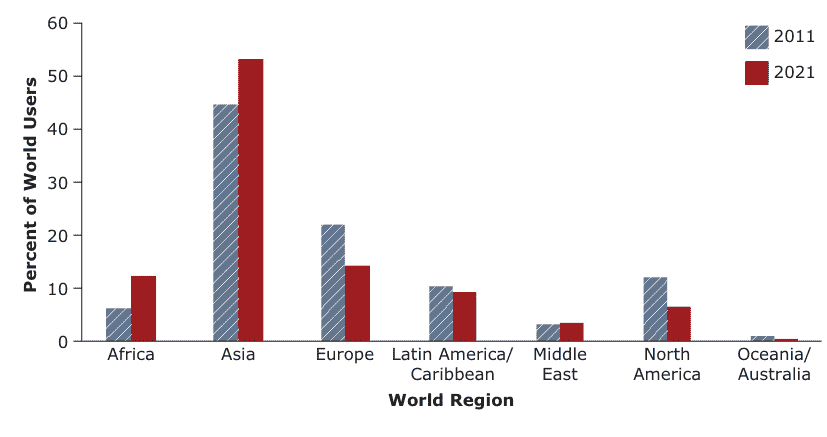 60
50
40
30
20
10
0
Percent of World Users
2011
2021
Africa
Asia
Europe
Latin America/
Caribbean
Middle
East
North
America
Oceania/
Australia
World Region